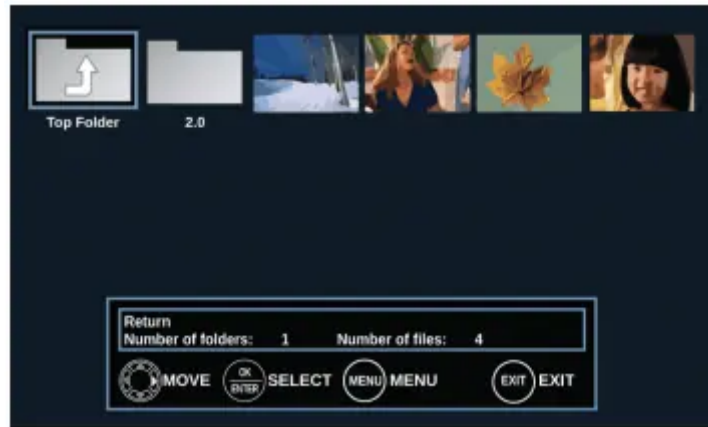 Top Folder
2.0
Return
Number of folders: 1 Number of files: 4
MOVE OK ENTER SELECT MENU MENU EXIT EXIT